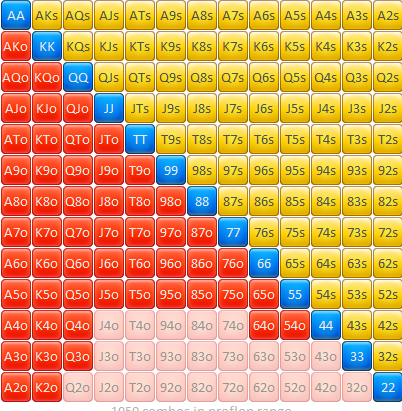 AA AKs AQs AJs ATs A9s A8s A7s A6s A5s A4s A3s A2s
AKo KK KQs KJs KTs K9s K8s K7s K6s K5s K4s K3s K2s
AQo KQo QQ QJs QTs Q9s Q8s Q7s Q6s Q5s Q4s Q3s Q2s
AJo KJo QJo JJ JTs J9s J8s J7s J6s J5s J4s J3s J2s
ATo KTo QTo JTo TT T9s T8s T7s T6s T5s T4s T3s T2s
A9o K9o Q9o J9o T9o 99 98s 97s 96s 95s 94s 93s 92s
A8o K8o Q8o J8o T8o 98o 88 87s 86s 85s 84s 83s 82s
A7o K7o Q7o J7o T7o 97o 87o 77 76s 75s 74s 73s 72s
A6o K6o Q6o J6o T6o 96o 86o 76o 66 65s 64s 63s 62s
A5o K5o Q5o J5o T5o 95o 85o 75o 65o 55 54s 53s 52s
A4o K4o Q4o J4o T4o 94o 84o 74o 64o 54o 44 43s 42s
A3o K3o Q3o J3o T3o 93o 83o 73o 63o 53o 43o 33 32s
A2o K2o Q2o J2o T2o 92o 82o 72o 62o 52o 42o 32o 22
combos in preflop range